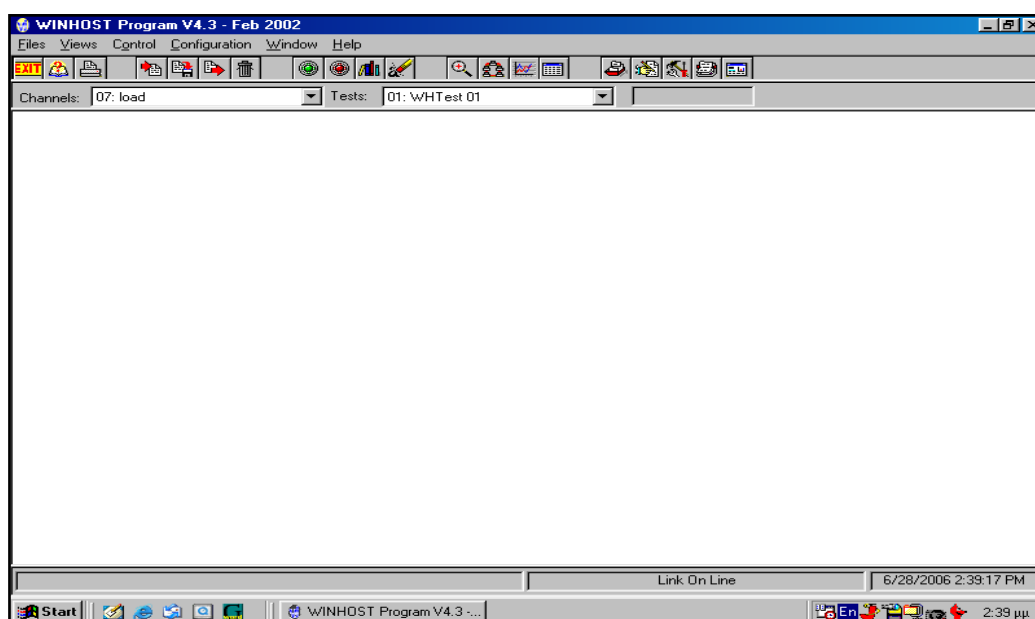 WINHOST Program V4.3 - Feb 2002
Files Views Control Configuration Window Help
EXIT
Channels: 07: load Tests: 01: WHTest 01
Link On Line 6/28/2006 2:39:17 PM
Start WINHOST Program V4.3 -... En 2:39 μμ